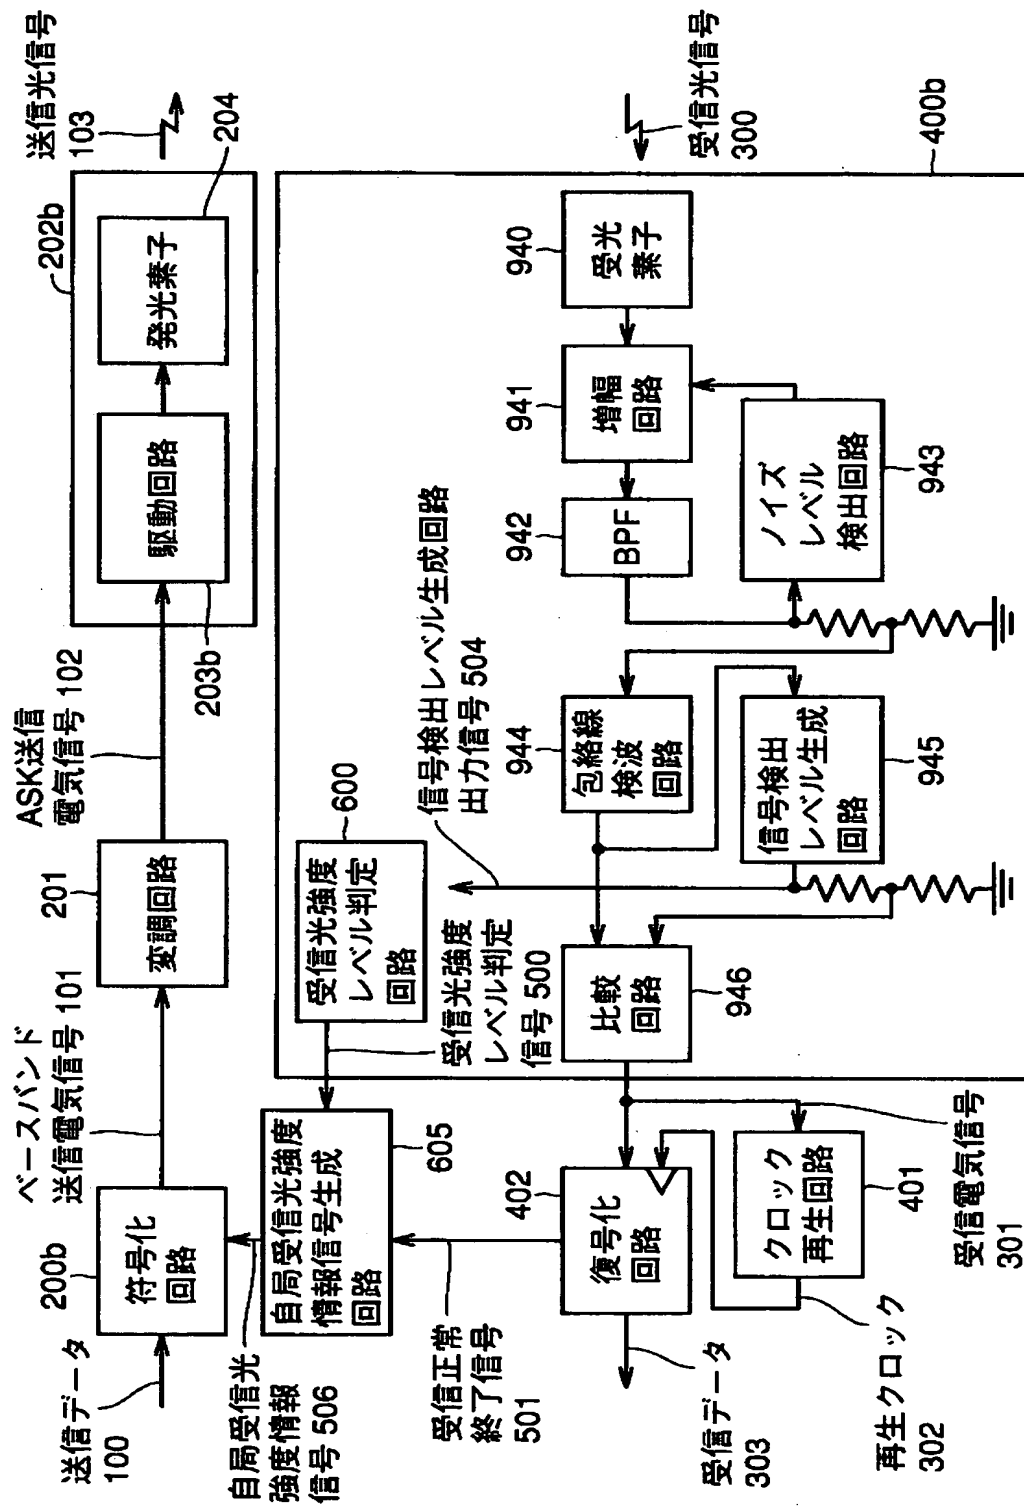 送信データ
100
200b
符号化
回路
ベースバンド
送信電気信号 101
201
変調回路
ASK送信
電気信号 102
202b
203b
駆動回路
発光素子
204
送信光信号
103
自局受信光
強度情報
信号 506
自局受信光強度
情報信号生成
回路
605
受信光強度
レベル判定
回路
600
受信光強度
レベル判定
信号 500
信号検出レベル生成回路
出力信号 504
受信正常
終了信号
501
受信データ
303
402
復号化
回路
クロック
再生回路
401
再生クロック
302
受信電気信号
301
比較
回路
946
944
包絡線
検波
回路
信号検出
レベル生成
回路
945
942
BPF
941
増幅
回路
ノイズ
レベル
検出回路
943
940
受光
素子
受信光信号
300
400b